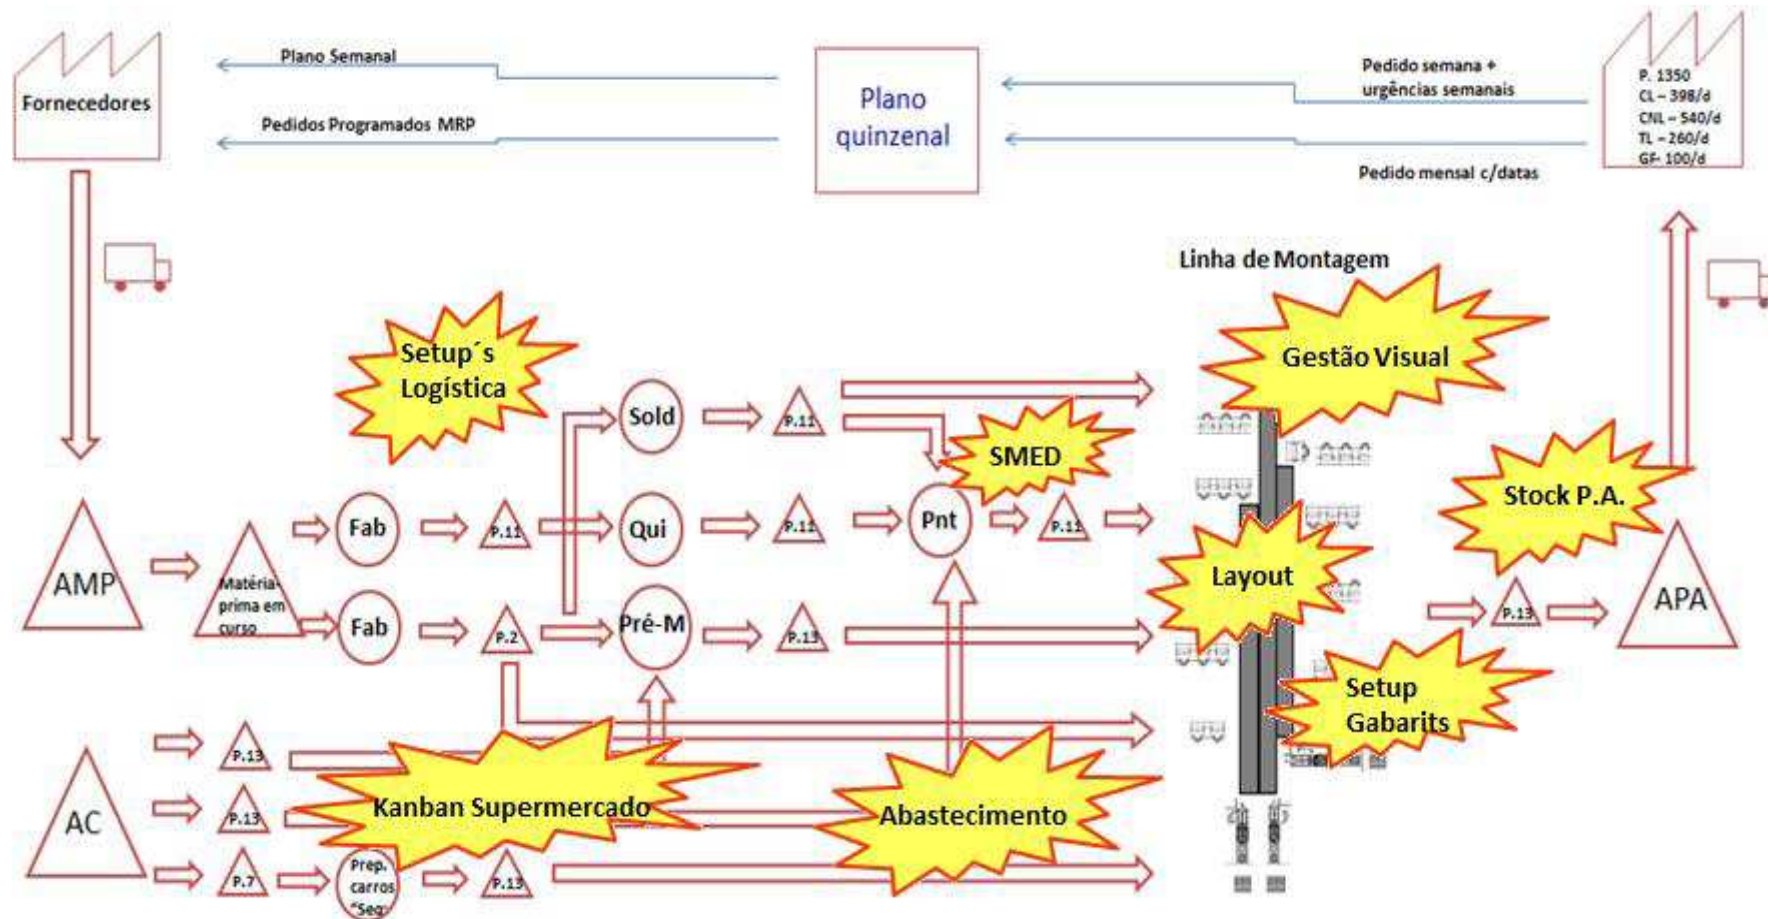 Fornecedores
Plano Semanal
Pedidos Programados MRP
Plano
quinzenal
Pedido semana +
urgências semanais
Pedido mensal c/datas
P. 1350
CL – 398/d
CNL – 540/d
TL – 260/d
GF- 100/d
Linha de Montagem
Setup´s
Logística
Gestão Visual
Sold
P.11
SMED
Stock P.A.
AMP
Matéria-
prima em
curso
Fab
P.11
Qui
P.11
Pnt
P.11
Layout
APA
Fab
P.2
Pré-M
P.13
P.13
Setup
Gabarits
AC
P.13
P.13
Kanban Supermercado
Abastecimento
P.7
Prep.
carros
"Seq"
P.13